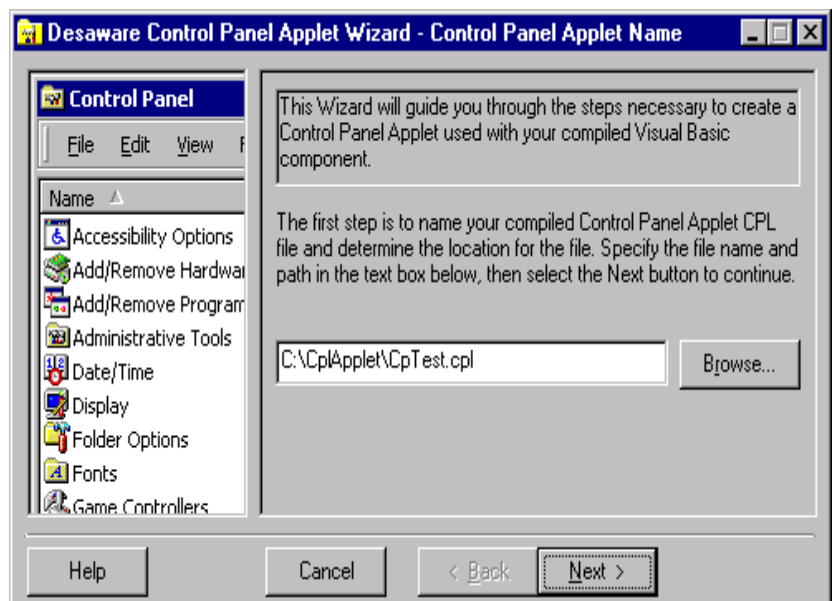 Desaware Control Panel Applet Wizard - Control Panel Applet Name
Control Panel
File Edit View F
Name
Accessibility Options
Add/Remove Hardwar
Add/Remove Program
Administrative Tools
Date/Time
Display
Folder Options
Fonts
Game Controllers
This Wizard will guide you through the steps necessary to create a
Control Panel Applet used with your compiled Visual Basic
component.
The first step is to name your compiled Control Panel Applet CPL
file and determine the location for the file. Specify the file name and
path in the text box below, then select the Next button to continue.
C:\CplApplet\CpTest.cpl
Browse...
Help
Cancel
< Back
Next >